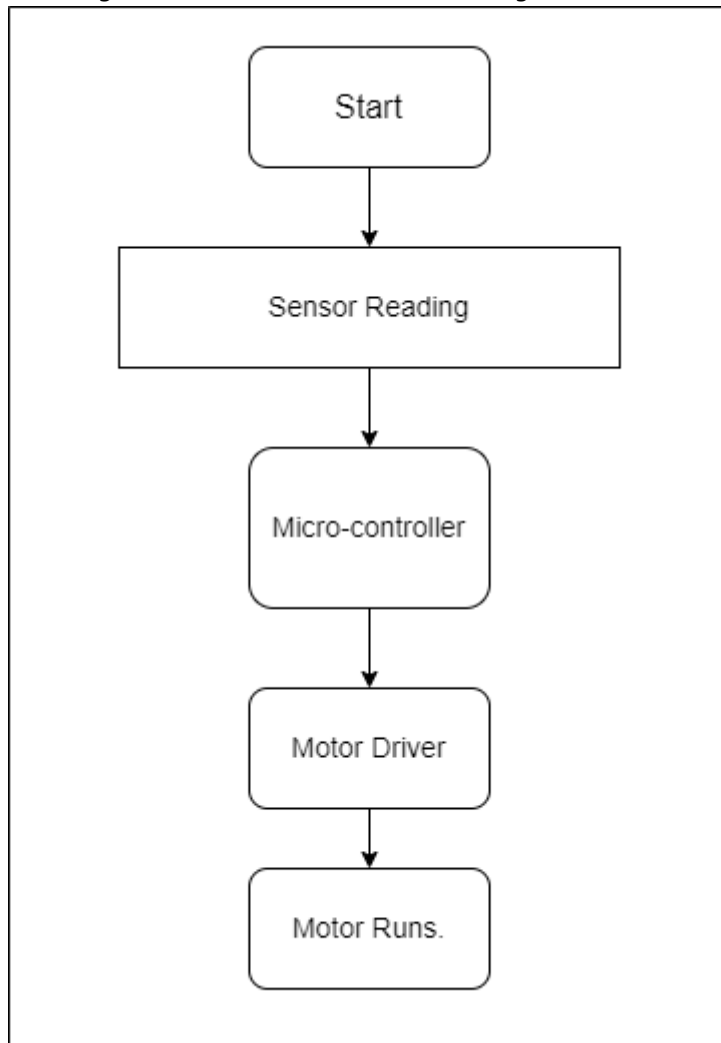 Start
Sensor Reading
Micro-controller
Motor Driver
Motor Runs.